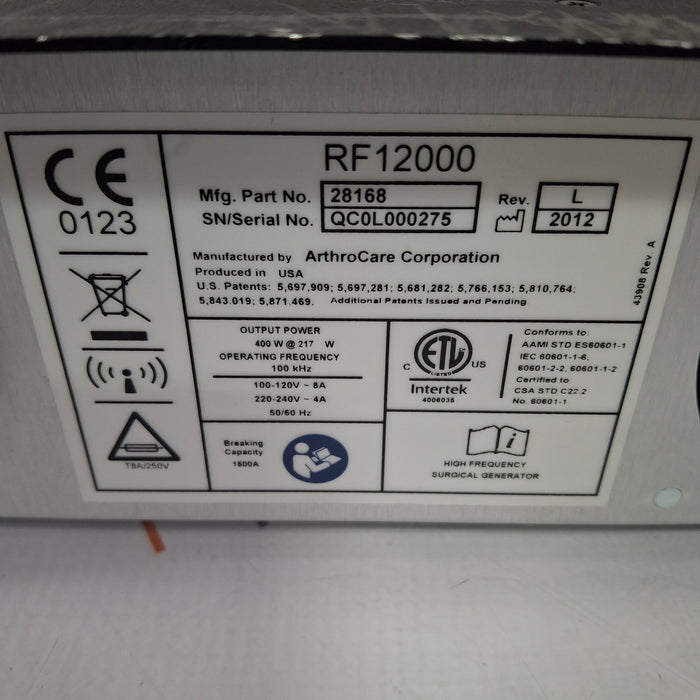 CE
0123
T8A/250V
RF12000
Mfg. Part No. 28168 Rev. L
SN/Serial No. QC0L000275 2012
Manufactured by ArthroCare Corporation
Produced in USA
U.S. Patents: 5,697,909; 5,697,281; 5,681,282; 5,766,153; 5,810,764;
5,843.019; 5,871.469. Additional Patents Issued and Pending
43908 Rev. A
OUTPUT POWER
400 W @ 217 W
OPERATING FREQUENCY
100 kHz
100-120V ~ 8A
220-240V ~ 4A
50/60 Hz
C ETL US
LISTED
Intertek
4006035
Conforms to:
AAMI STD ES60601-1
IEC 60601-1-6,
60601-2-2, 60601-1-2
Certified to
CSA STD C22.2
No. 60601-1
Breaking
Capacity
1500A
i
HIGH FREQUENCY
SURGICAL GENERATOR